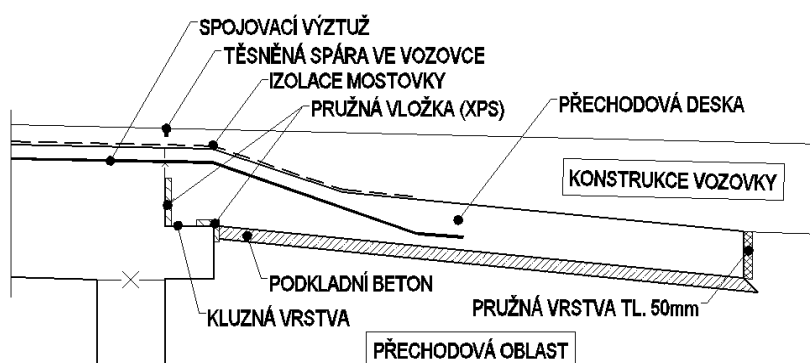 SPOJOVACÍ VÝZTUŽ
TĚSNĚNÁ SPÁRA VE VOZOVCE
IZOLACE MOSTOVKY
PRUŽNÁ VLOŽKA (XPS)
PŘECHODOVÁ DESKA
KONSTRUKCE VOZOVKY
PODKLADNÍ BETON
PRUŽNÁ VRSTVA TL. 50mm
KLUZNÁ VRSTVA
PŘECHODOVÁ OBLAST